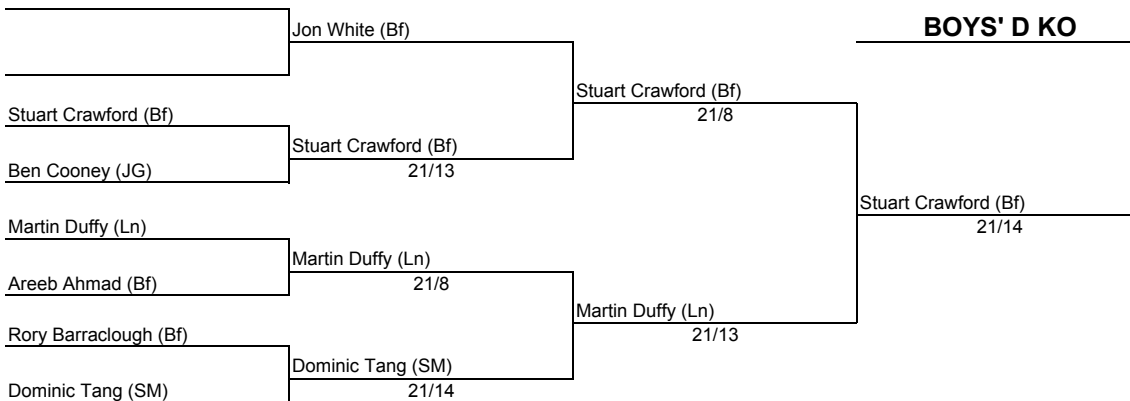 Jon White (Bf)
BOYS' D KO
Stuart Crawford (Bf)
21/8
Stuart Crawford (Bf)
Stuart Crawford (Bf)
21/13
Ben Cooney (JG)
Stuart Crawford (Bf)
21/14
Martin Duffy (Ln)
Martin Duffy (Ln)
21/8
Areeb Ahmad (Bf)
Martin Duffy (Ln)
21/13
Rory Barraclough (Bf)
Dominic Tang (SM)
21/14
Dominic Tang (SM)